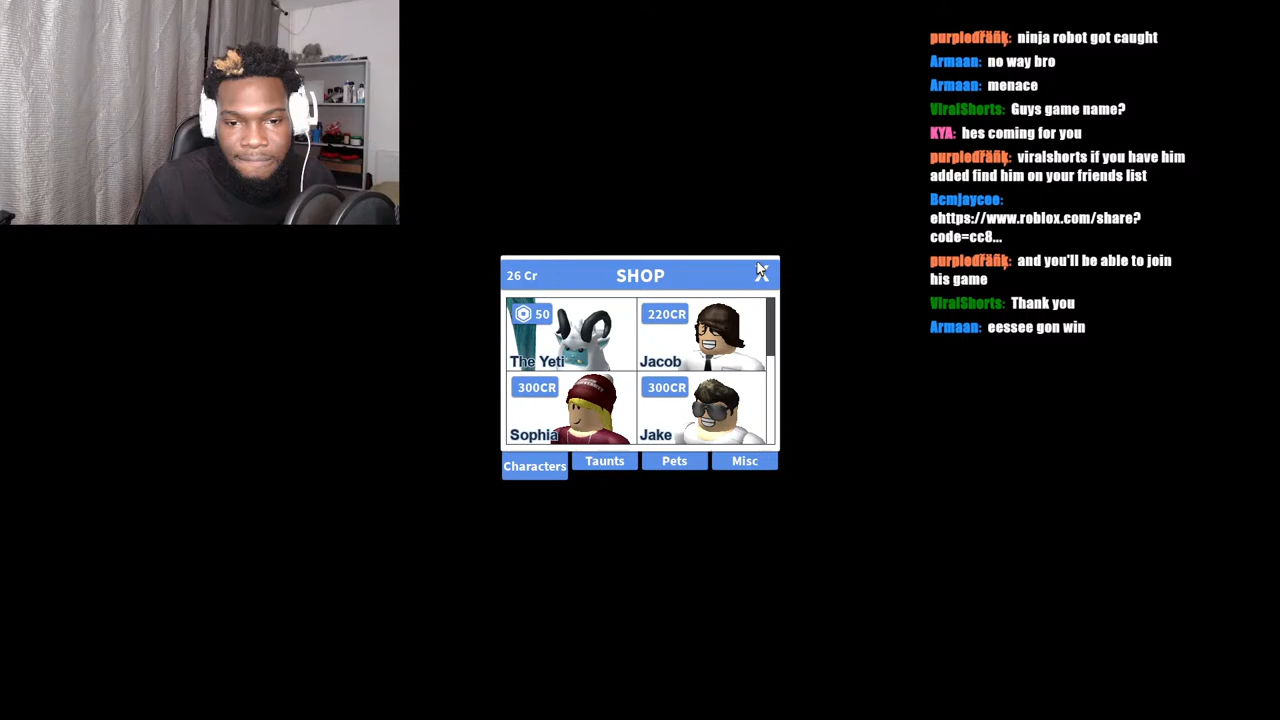 26 Cr
SHOP
X
50
The Yeti
220CR
Jacob
300CR
Sophia
300CR
Jake
Characters
Taunts
Pets
Misc
purpledräñk: ninja robot got caught
Armaan: no way bro
Armaan: menace
ViralShorts: Guys game name?
KYA: hes coming for you
purpledräñk: viralshorts if you have him
added find him on your friends list
Bcmjaycee:
ehttps://www.roblox.com/share?
code=cc8...
purpledräñk: and you'll be able to join
his game
ViralShorts: Thank you
Armaan: eessee gon win